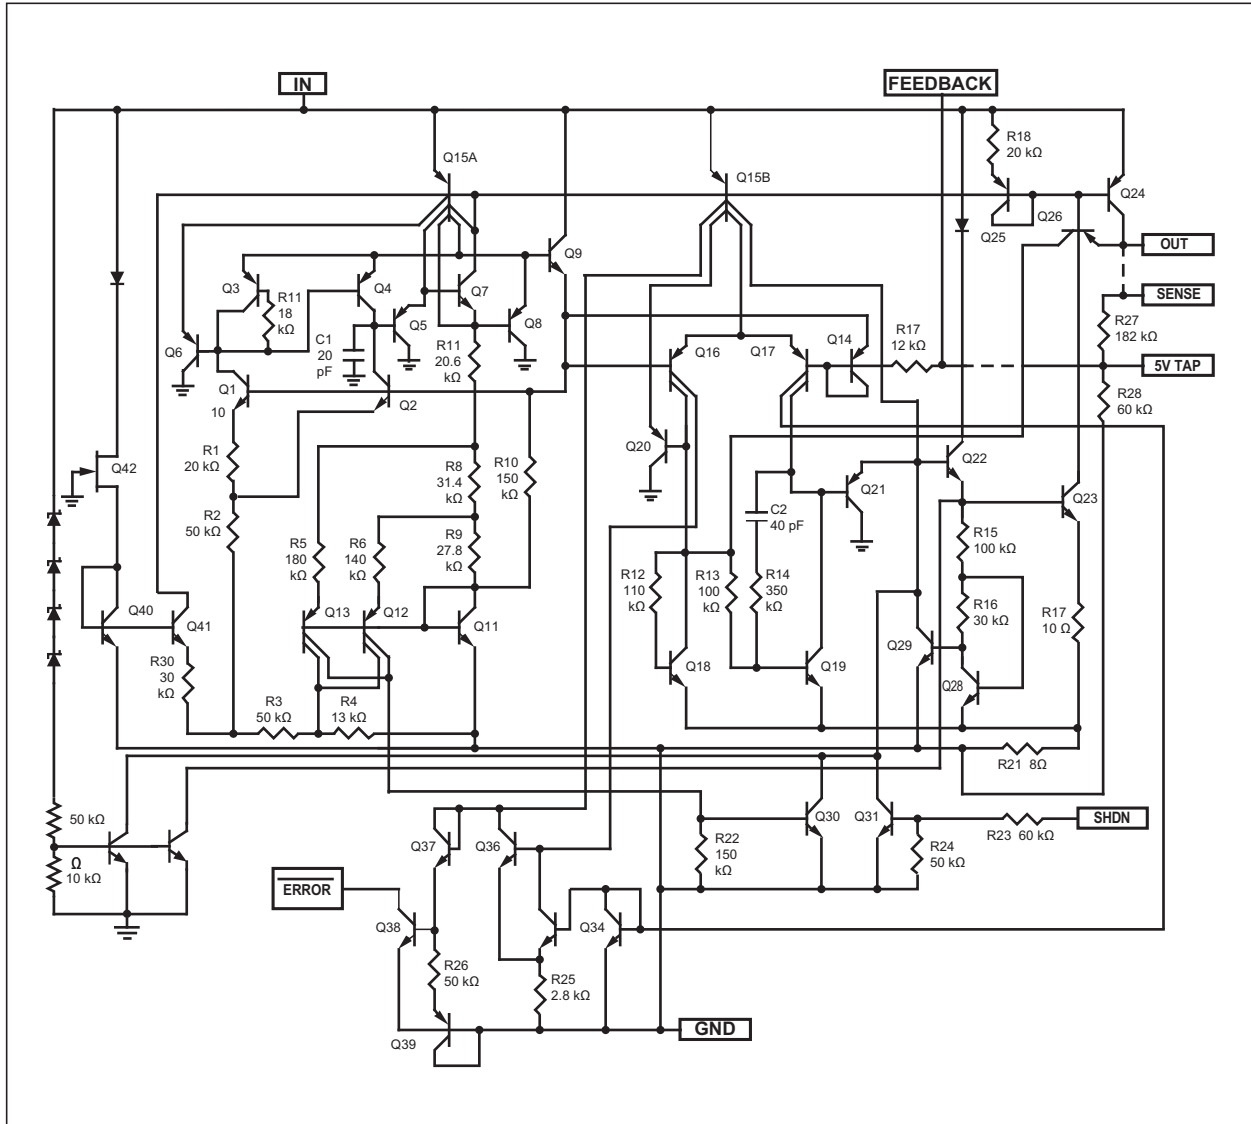 IN
FEEDBACK
R18
20 kΩ
Q15A
Q15B
Q24
Q26
Q25
OUT
Q9
Q3
R11
18
kΩ
Q4
Q7
SENSE
Q5
Q8
C1
20
pF
Q6
R11
20.6
kΩ
Q16
Q17
Q14
R17
12 kΩ
R27
182 kΩ
5V TAP
Q1
10
Q2
R28
60 kΩ
R1
20 kΩ
Q20
Q42
R8
31.4
kΩ
R10
150
kΩ
Q22
Q21
Q23
R2
50 kΩ
C2
40 pF
R5
180
kΩ
R6
140
kΩ
R9
27.8
kΩ
R15
100 kΩ
R12
110
kΩ
R13
100
kΩ
R14
350
kΩ
R16
30 kΩ
R17
10 Ω
Q40
Q41
Q13
Q12
Q11
Q29
R30
30
kΩ
Q18
Q19
Q28
R3
50 kΩ
R4
13 kΩ
R21 8Ω
50 kΩ
Q30
Q31
SHDN
R23 60 kΩ
Ω
10 kΩ
Q37
Q36
R22
150
kΩ
R24
50 kΩ
ERROR
Q38
Q34
R26
50 kΩ
R25
2.8 kΩ
GND
Q39